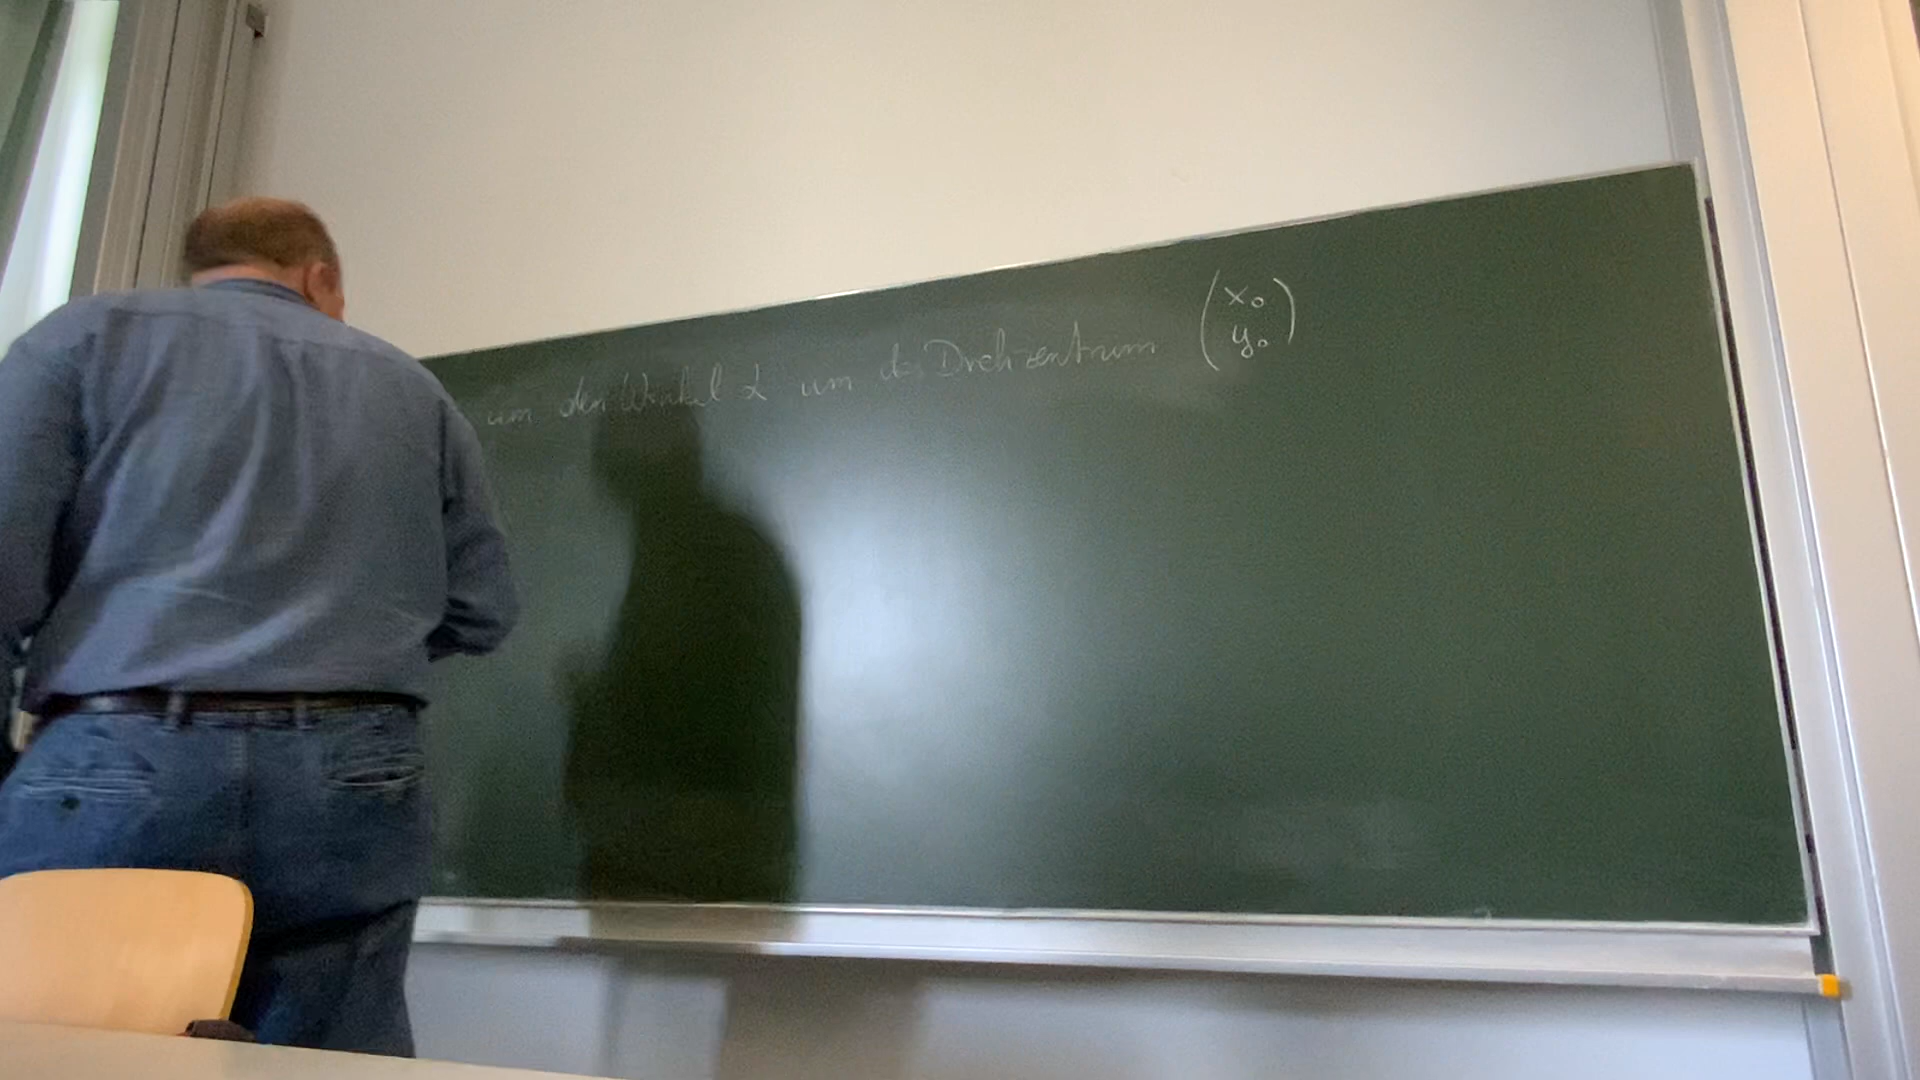 um den Winkel α um das Drehzentrum (x₀ y₀)